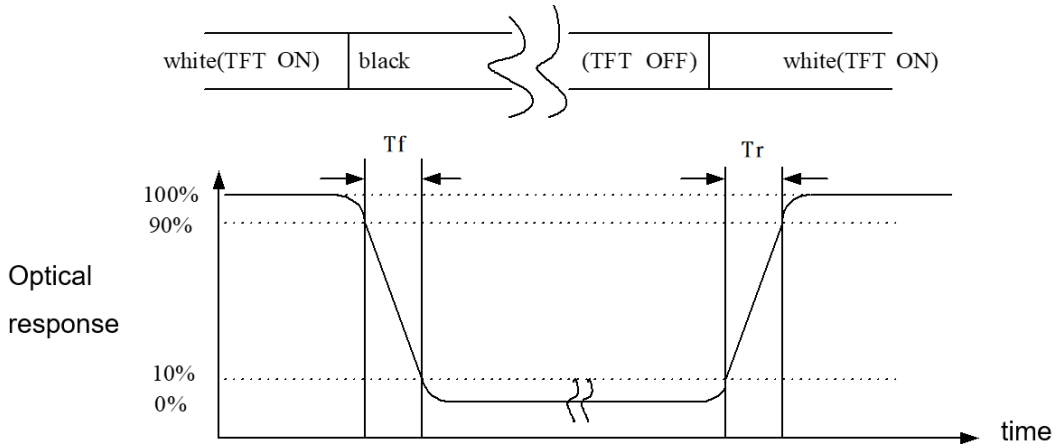 white(TFT ON) black (TFT OFF) white(TFT ON)
Tf Tr
100%
90%
Optical
response
10%
0%
time